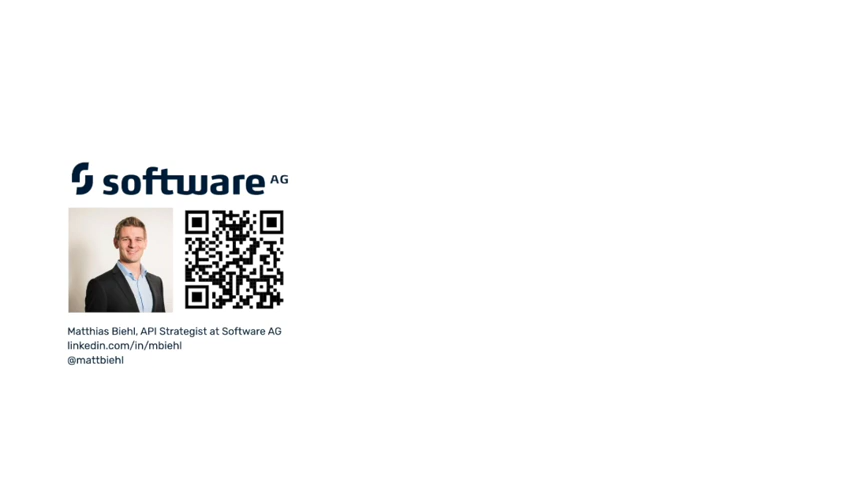 software AG
Matthias Biehl, API Strategist at Software AG
linkedin.com/in/mbiehl
@mattbiehl